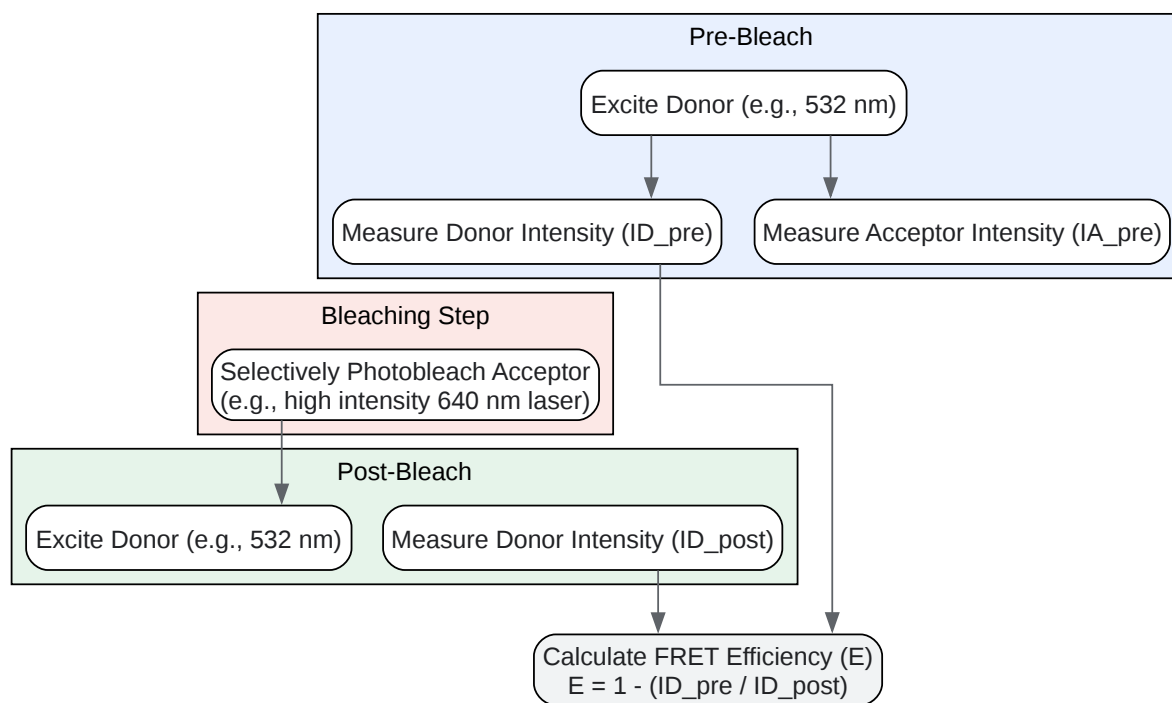 Pre-Bleach
Excite Donor (e.g., 532 nm)
Measure Donor Intensity (ID_pre)
Measure Acceptor Intensity (IA_pre)
Bleaching Step
Selectively Photobleach Acceptor
(e.g., high intensity 640 nm laser)
Post-Bleach
Excite Donor (e.g., 532 nm)
Measure Donor Intensity (ID_post)
Calculate FRET Efficiency (E)
E = 1 - (ID_pre / ID_post)